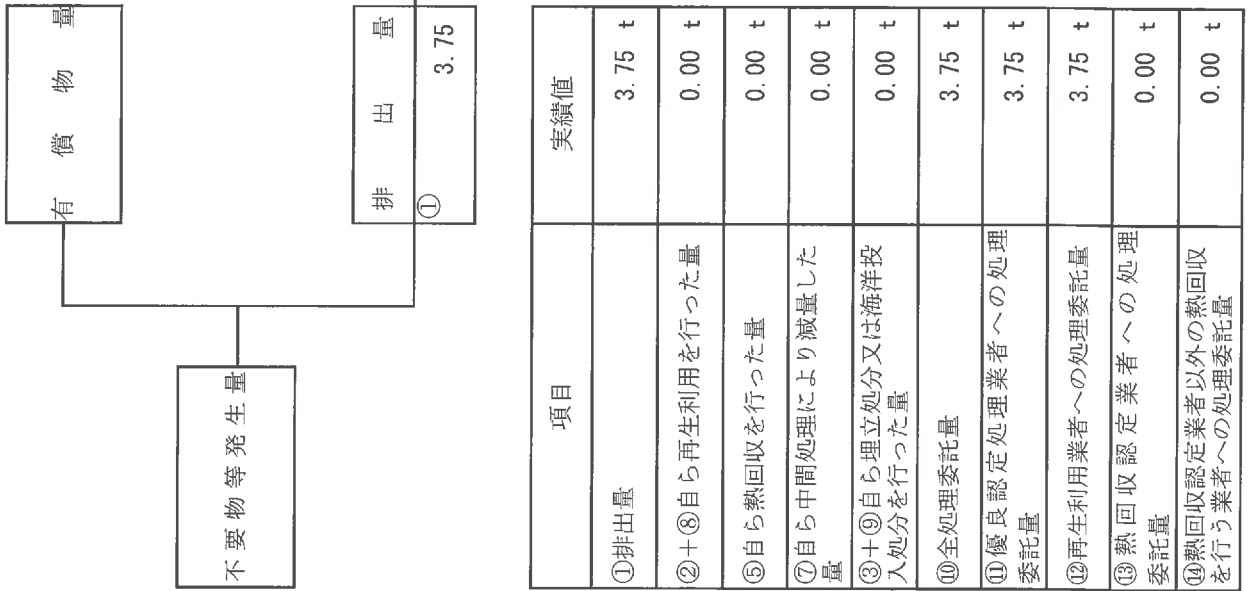 有償物量
不要物等発生量
排出量
① 3.75
項目 実績値
①排出量 3.75 t
②+⑧自ら再生利用を行った量 0.00 t
⑤自ら熱回収を行った量 0.00 t
⑦自ら中間処理により減量した
量 0.00 t
③+⑨自ら埋立処分又は海洋投
入処分を行った量 0.00 t
⑩全処理委託量 3.75 t
⑪優良認定処理業者への処理
委託量 3.75 t
⑫再生利用業者への処理委託量 3.75 t
⑬熱回収認定業者への処理
委託量 0.00 t
⑭熱回収認定業者以外の熱回収
を行う業者への処理委託量 0.00 t